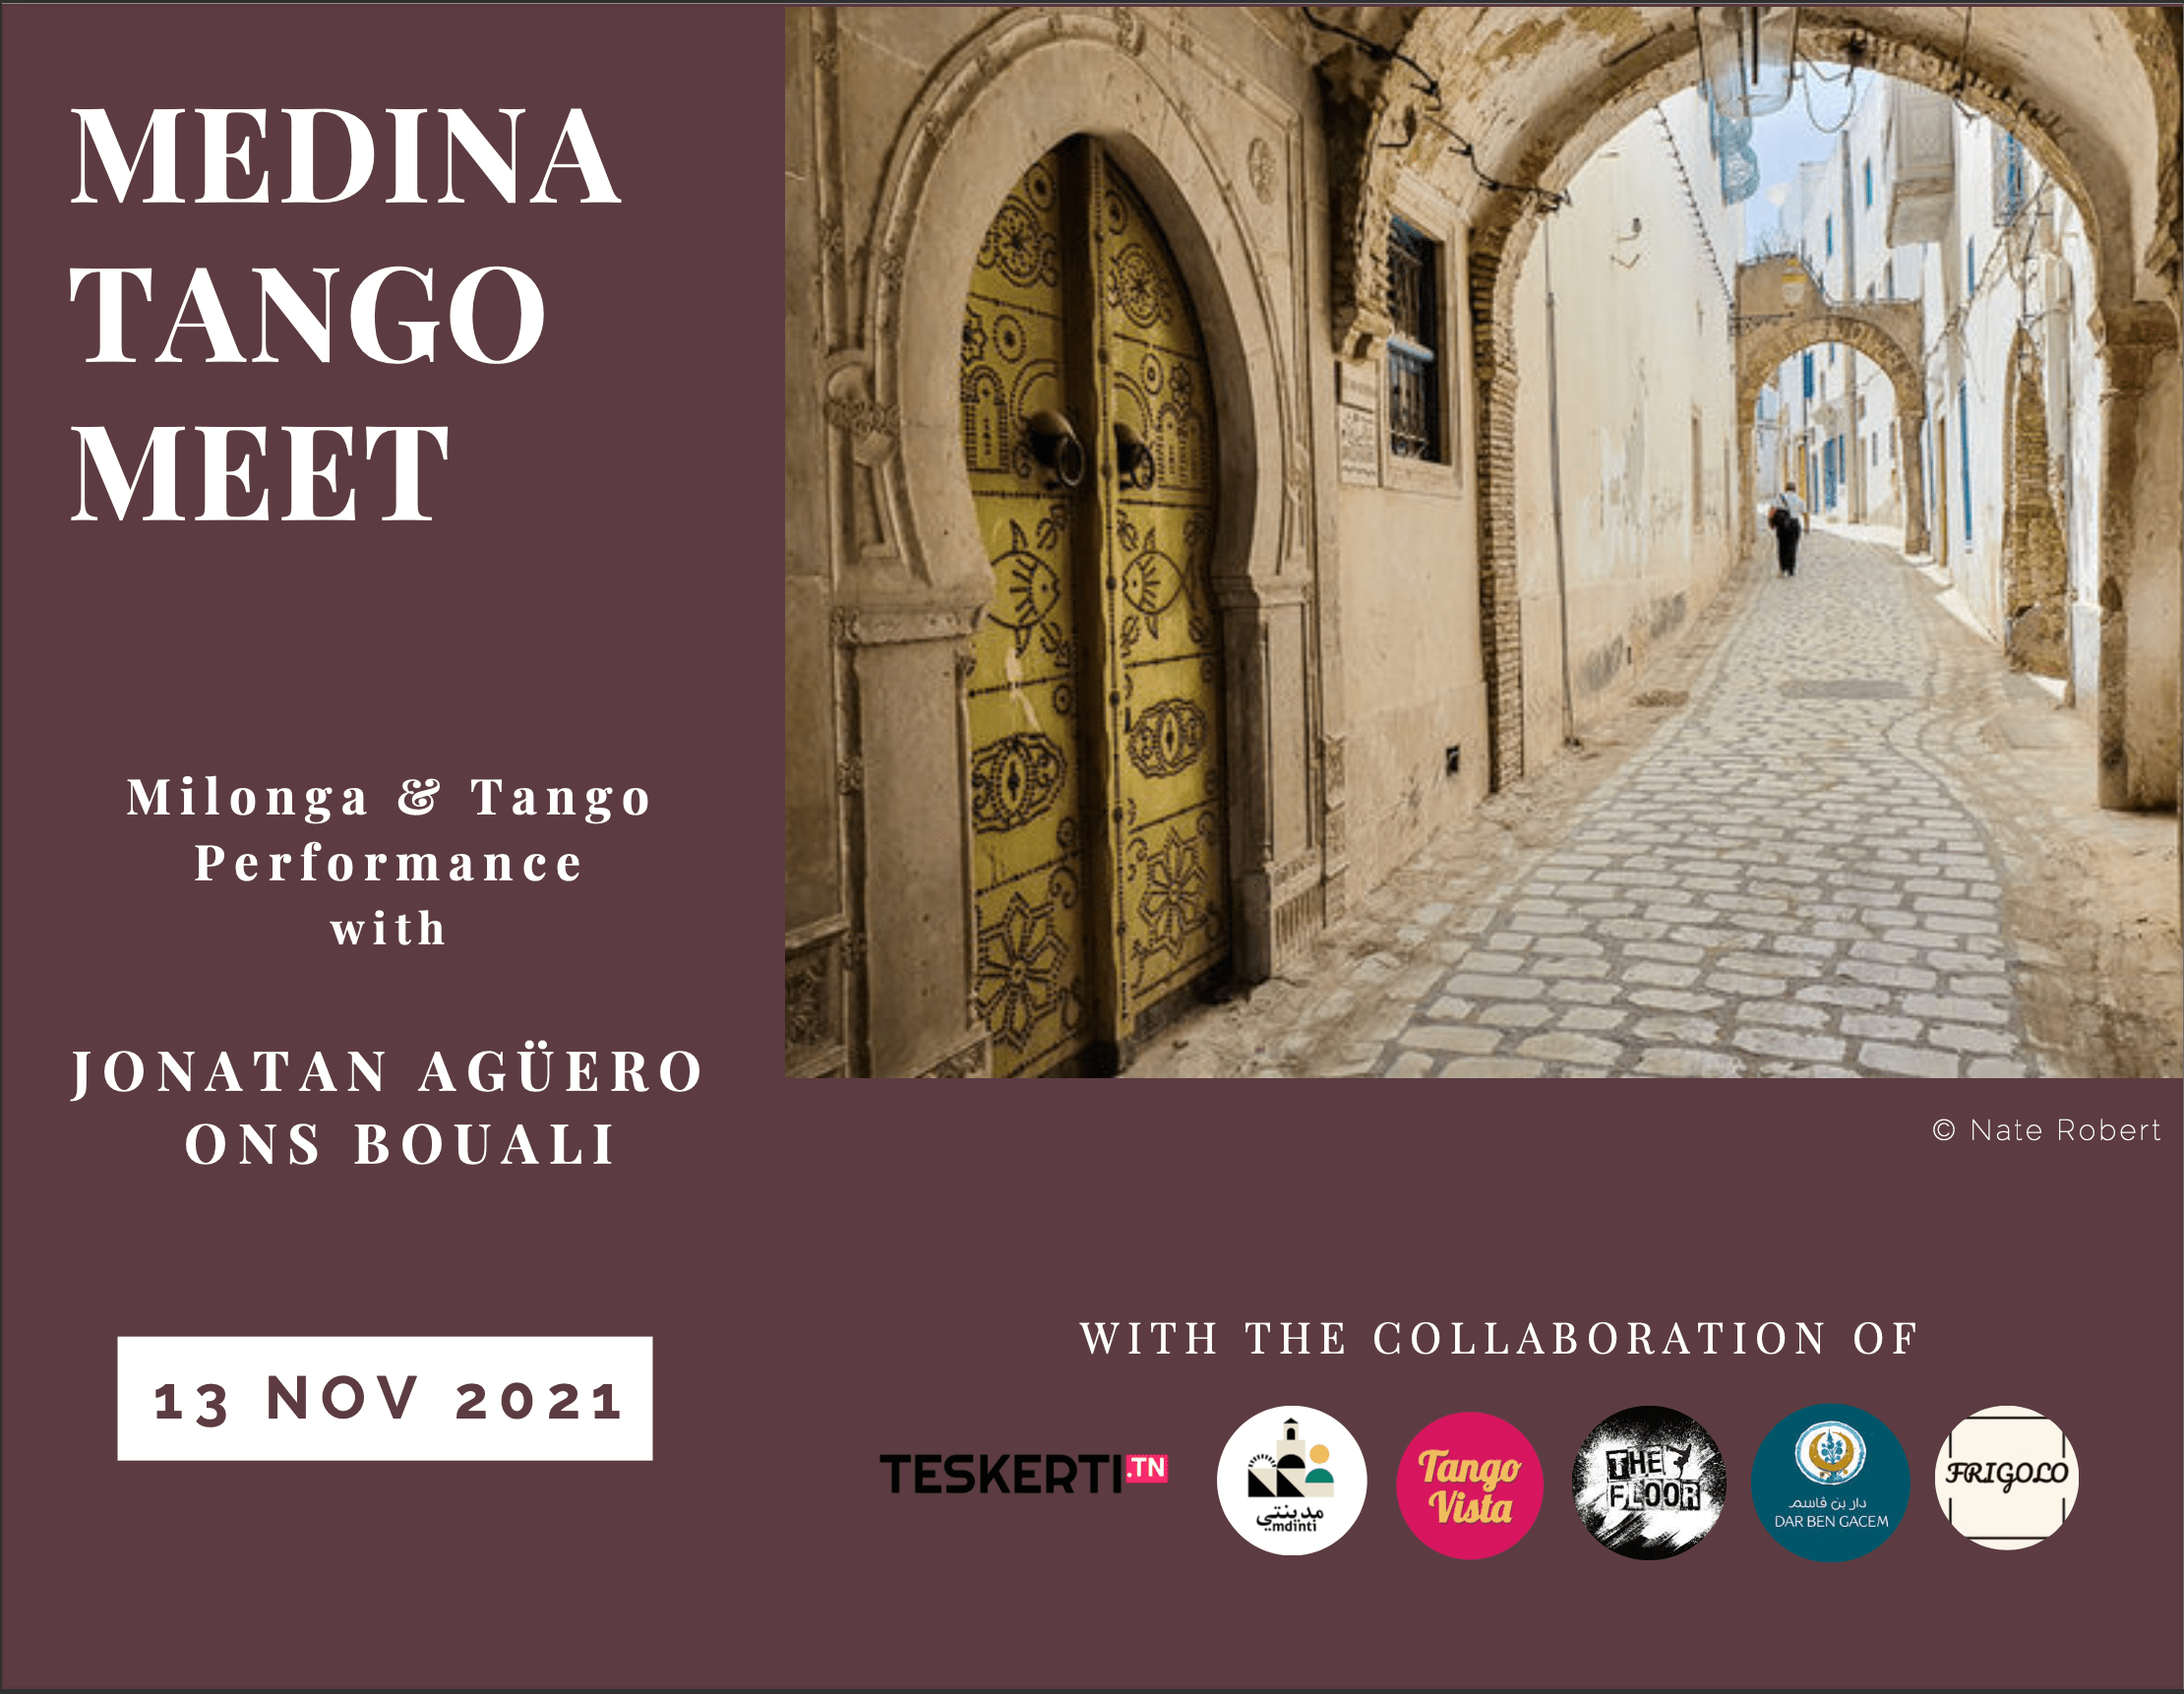 MEDINA
TANGO
MEET
Milonga & Tango
Performance
with
JONATAN AGÜERO
ONS BOUALI
13 NOV 2021
© Nate Robert
WITH THE COLLABORATION OF
TESKERTI.TN
مدينتي
mdinti
Tango
Vista
THE
FLOOR
دار بن ڨاسم
DAR BEN GACEM
FRIGOLO